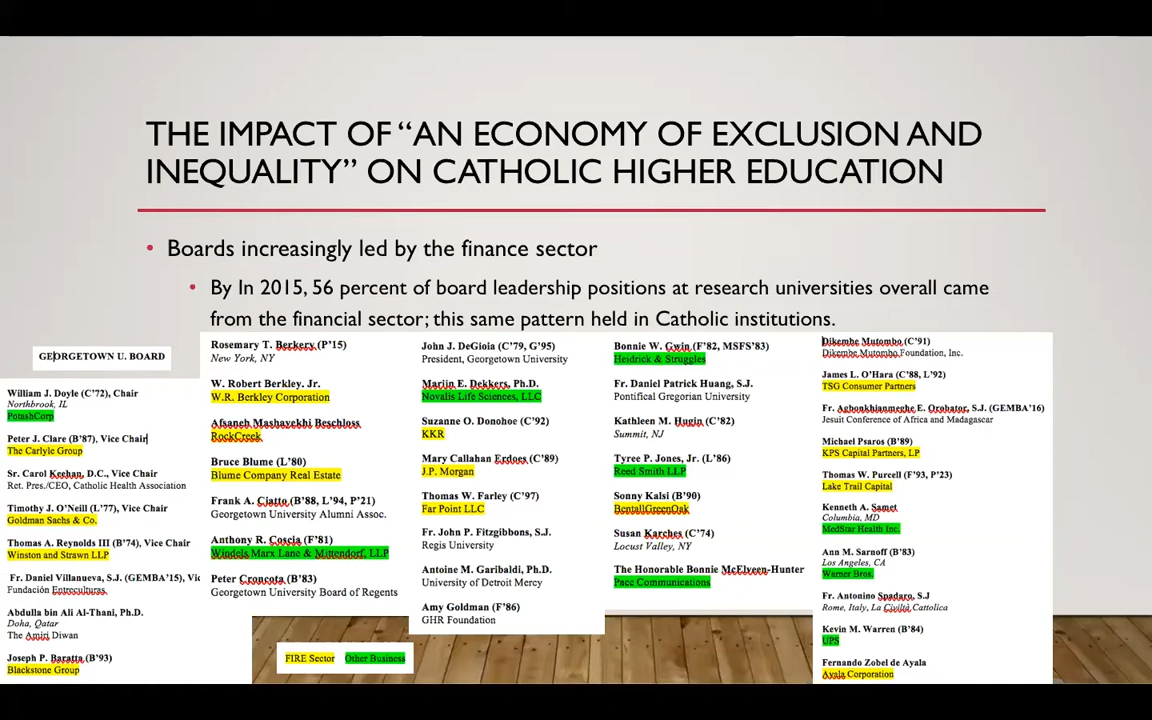 THE IMPACT OF “AN ECONOMY OF EXCLUSION AND
INEQUALITY” ON CATHOLIC HIGHER EDUCATION
• Boards increasingly led by the finance sector
• By In 2015, 56 percent of board leadership positions at research universities overall came
from the financial sector; this same pattern held in Catholic institutions.
GEORGETOWN U. BOARD
William J. Doyle (C’72), Chair
Northbrook, IL
PotashCorp
Peter J. Clare (B’87), Vice Chair
The Carlyle Group
Sr. Carol Keehan, D.C., Vice Chair
Ret. Pres./CEO, Catholic Health Association
Timothy J. O’Neill (L’77), Vice Chair
Goldman Sachs & Co.
Thomas A. Reynolds III (B’74), Vice Chair
Winston and Strawn LLP
Fr. Daniel Villanueva, S.J. (GEMBA’15), Vic
Fundación Entreculturas
Abdulla bin Ali Al-Thani, Ph.D.
Doha, Qatar
The Amiri Diwan
Joseph P. Baratta (B’93)
Blackstone Group
Rosemary T. Berkery (P’15)
New York, NY
W. Robert Berkley. Jr.
W.R. Berkley Corporation
Afsaneh Mashayekhi Beschloss
RockCreek
Bruce Blume (L’80)
Blume Company Real Estate
Frank A. Ciatto (B’88, L’94, P’21)
Georgetown University Alumni Assoc.
Anthony R. Coscia (F’81)
Windels Marx Lane & Mittendorf, LLP
Peter Croncota (B’83)
Georgetown University Board of Regents
John J. DeGioia (C’79, G’95)
President, Georgetown University
Marijn E. Dekkers, Ph.D.
Novalis Life Sciences, LLC
Suzanne O. Donohoe (C’92)
KKR
Mary Callahan Erdoes (C’89)
J.P. Morgan
Thomas W. Farley (C’97)
Far Point LLC
Fr. John P. Fitzgibbons, S.J.
Regis University
Antoine M. Garibaldi, Ph.D.
University of Detroit Mercy
Amy Goldman (F’86)
GHR Foundation
Bonnie W. Gwin (F’82, MSFS’83)
Heidrick & Struggles
Fr. Daniel Patrick Huang, S.J.
Pontifical Gregorian University
Kathleen M. Hugin (C’82)
Summit, NJ
Tyree P. Jones, Jr. (L’86)
Reed Smith LLP
Sonny Kalsi (B’90)
BentallGreenOak
Susan Karches (C’74)
Locust Valley, NY
The Honorable Bonnie McElveen-Hunter
Pace Communications
Dikembe Mutombo (C’91)
Dikembe Mutombo Foundation, Inc.
James L. O’Hara (C’88, L’92)
TSG Consumer Partners
Fr. Agbonkhianmeghe E. Orobator, S.J. (GEMBA’16)
Jesuit Conference of Africa and Madagascar
Michael Psaros (B’89)
KPS Capital Partners, LP
Thomas W. Purcell (F’93, P’23)
Lake Trail Capital
Kenneth A. Samet
Columbia, MD
MedStar Health Inc.
Ann M. Sarnoff (B’83)
Los Angeles, CA
Warner Bros.
Fr. Antonino Spadaro, S.J
Rome, Italy, La Civiltà Cattolica
Kevin M. Warren (B’84)
UPS
Fernando Zobel de Ayala
Ayala Corporation
FIRE Sector Other Business